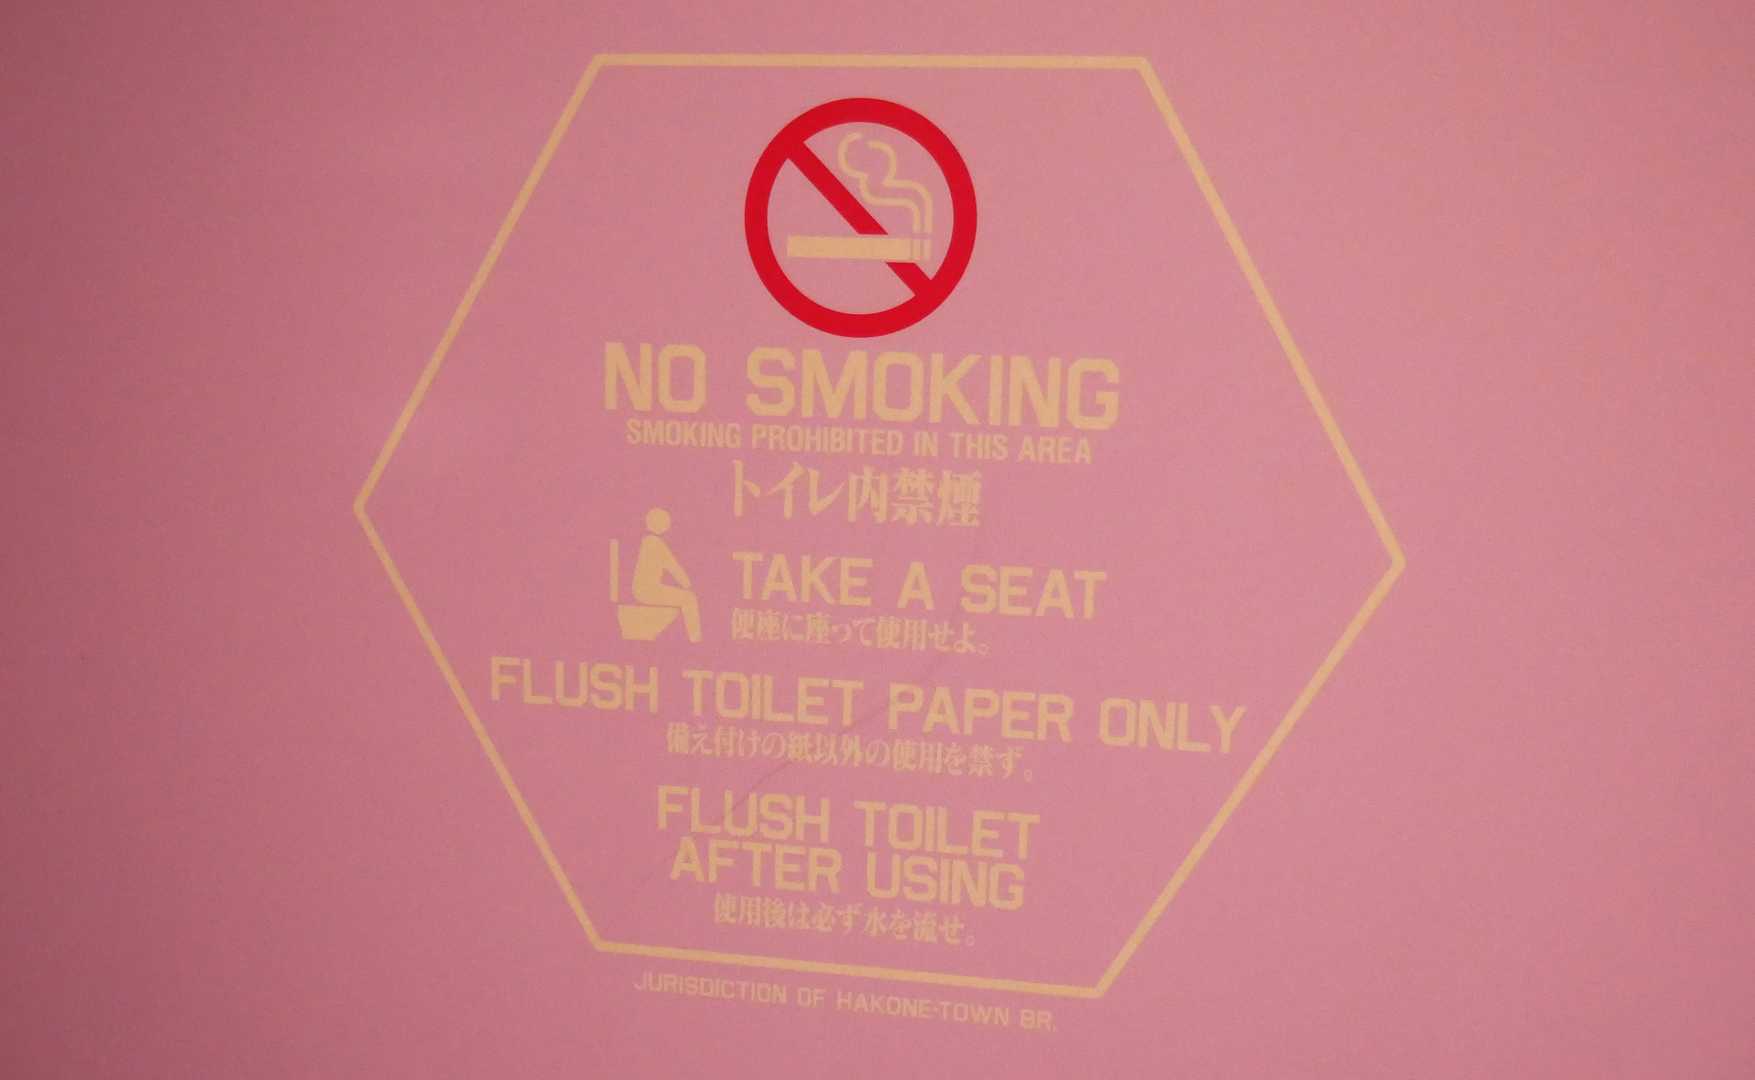 NO SMOKING
SMOKING PROHIBITED IN THIS AREA
トイレ内禁煙
TAKE A SEAT
便座に座って使用せよ。
FLUSH TOILET PAPER ONLY
備え付けの紙以外の使用を禁ず。
FLUSH TOILET
AFTER USING
使用後は必ず水を流せ。
JURISDICTION OF HAKONE-TOWN BR.